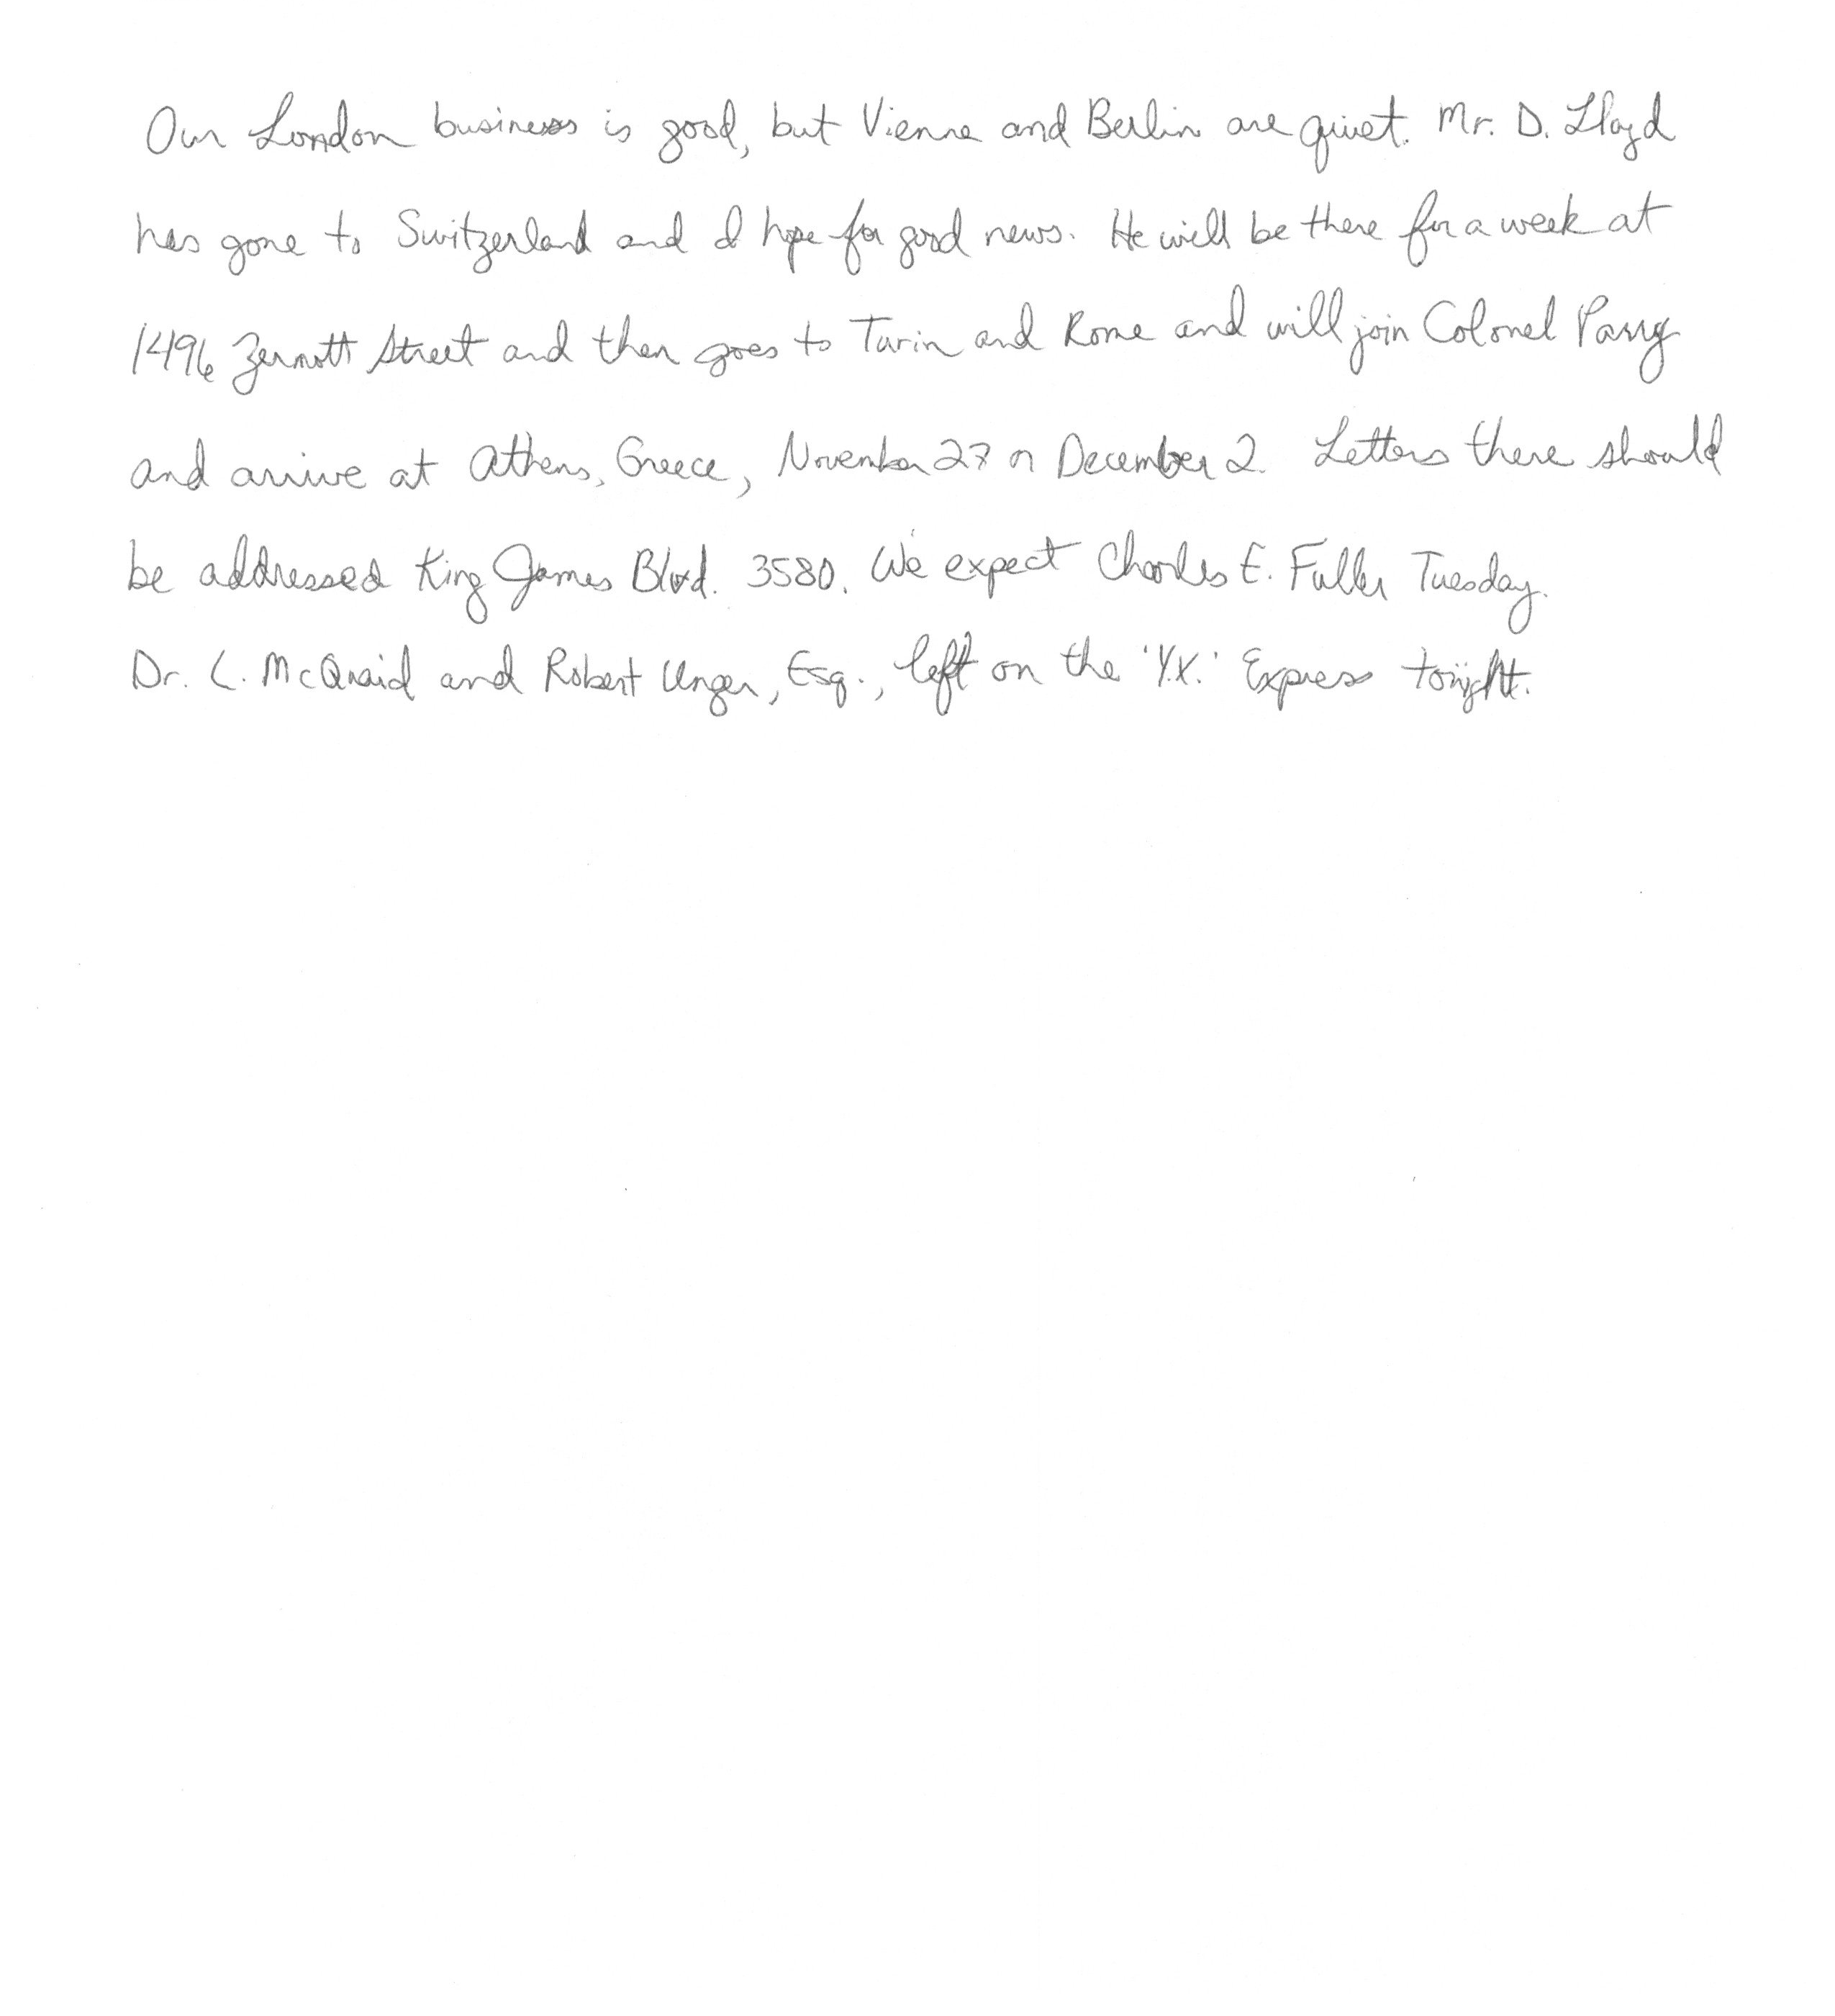 Our London business is good, but Vienna and Berlin are quiet. Mr. D. Lloyd
has gone to Switzerland and I hope for good news. He will be there for a week at
1496 Zermott Street and then goes to Turin and Rome and will join Colonel Parry
and arrive at Athens, Greece, November 27 or December 2. Letters there should
be addressed King James Blvd. 3580. We expect Charles E. Fuller Tuesday.
Dr. L. McQuaid and Robert Unger, Esq., left on the 'Y.X.' Express tonight.